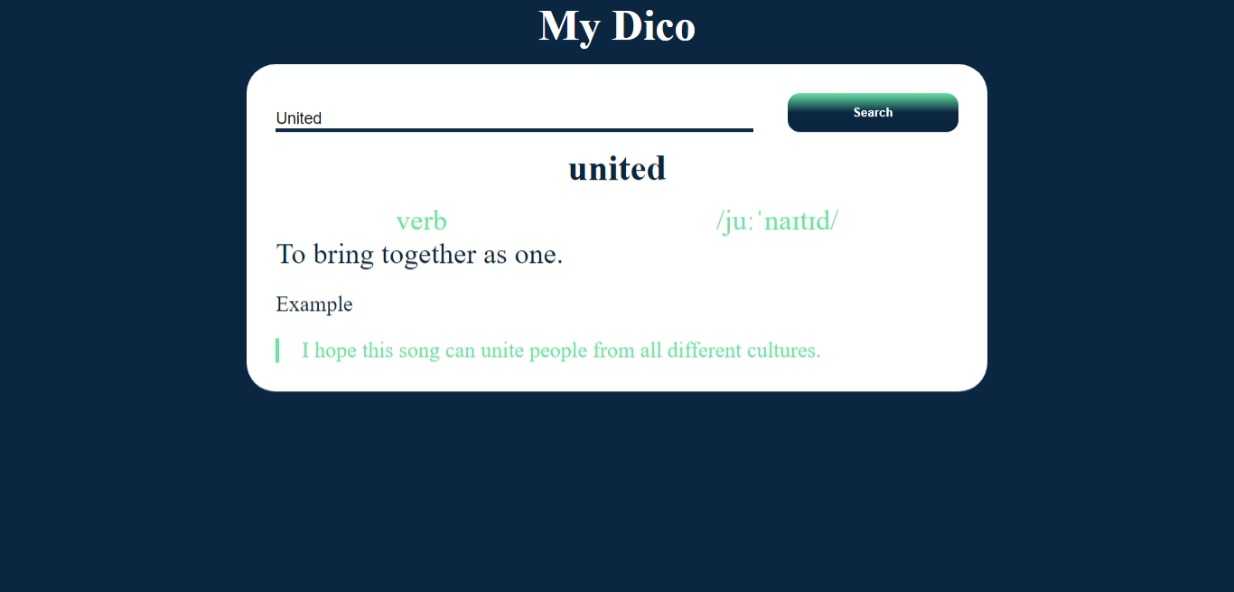 My Dico
United
Search
united
verb /juːˈnaɪtɪd/
To bring together as one.
Example
I hope this song can unite people from all different cultures.